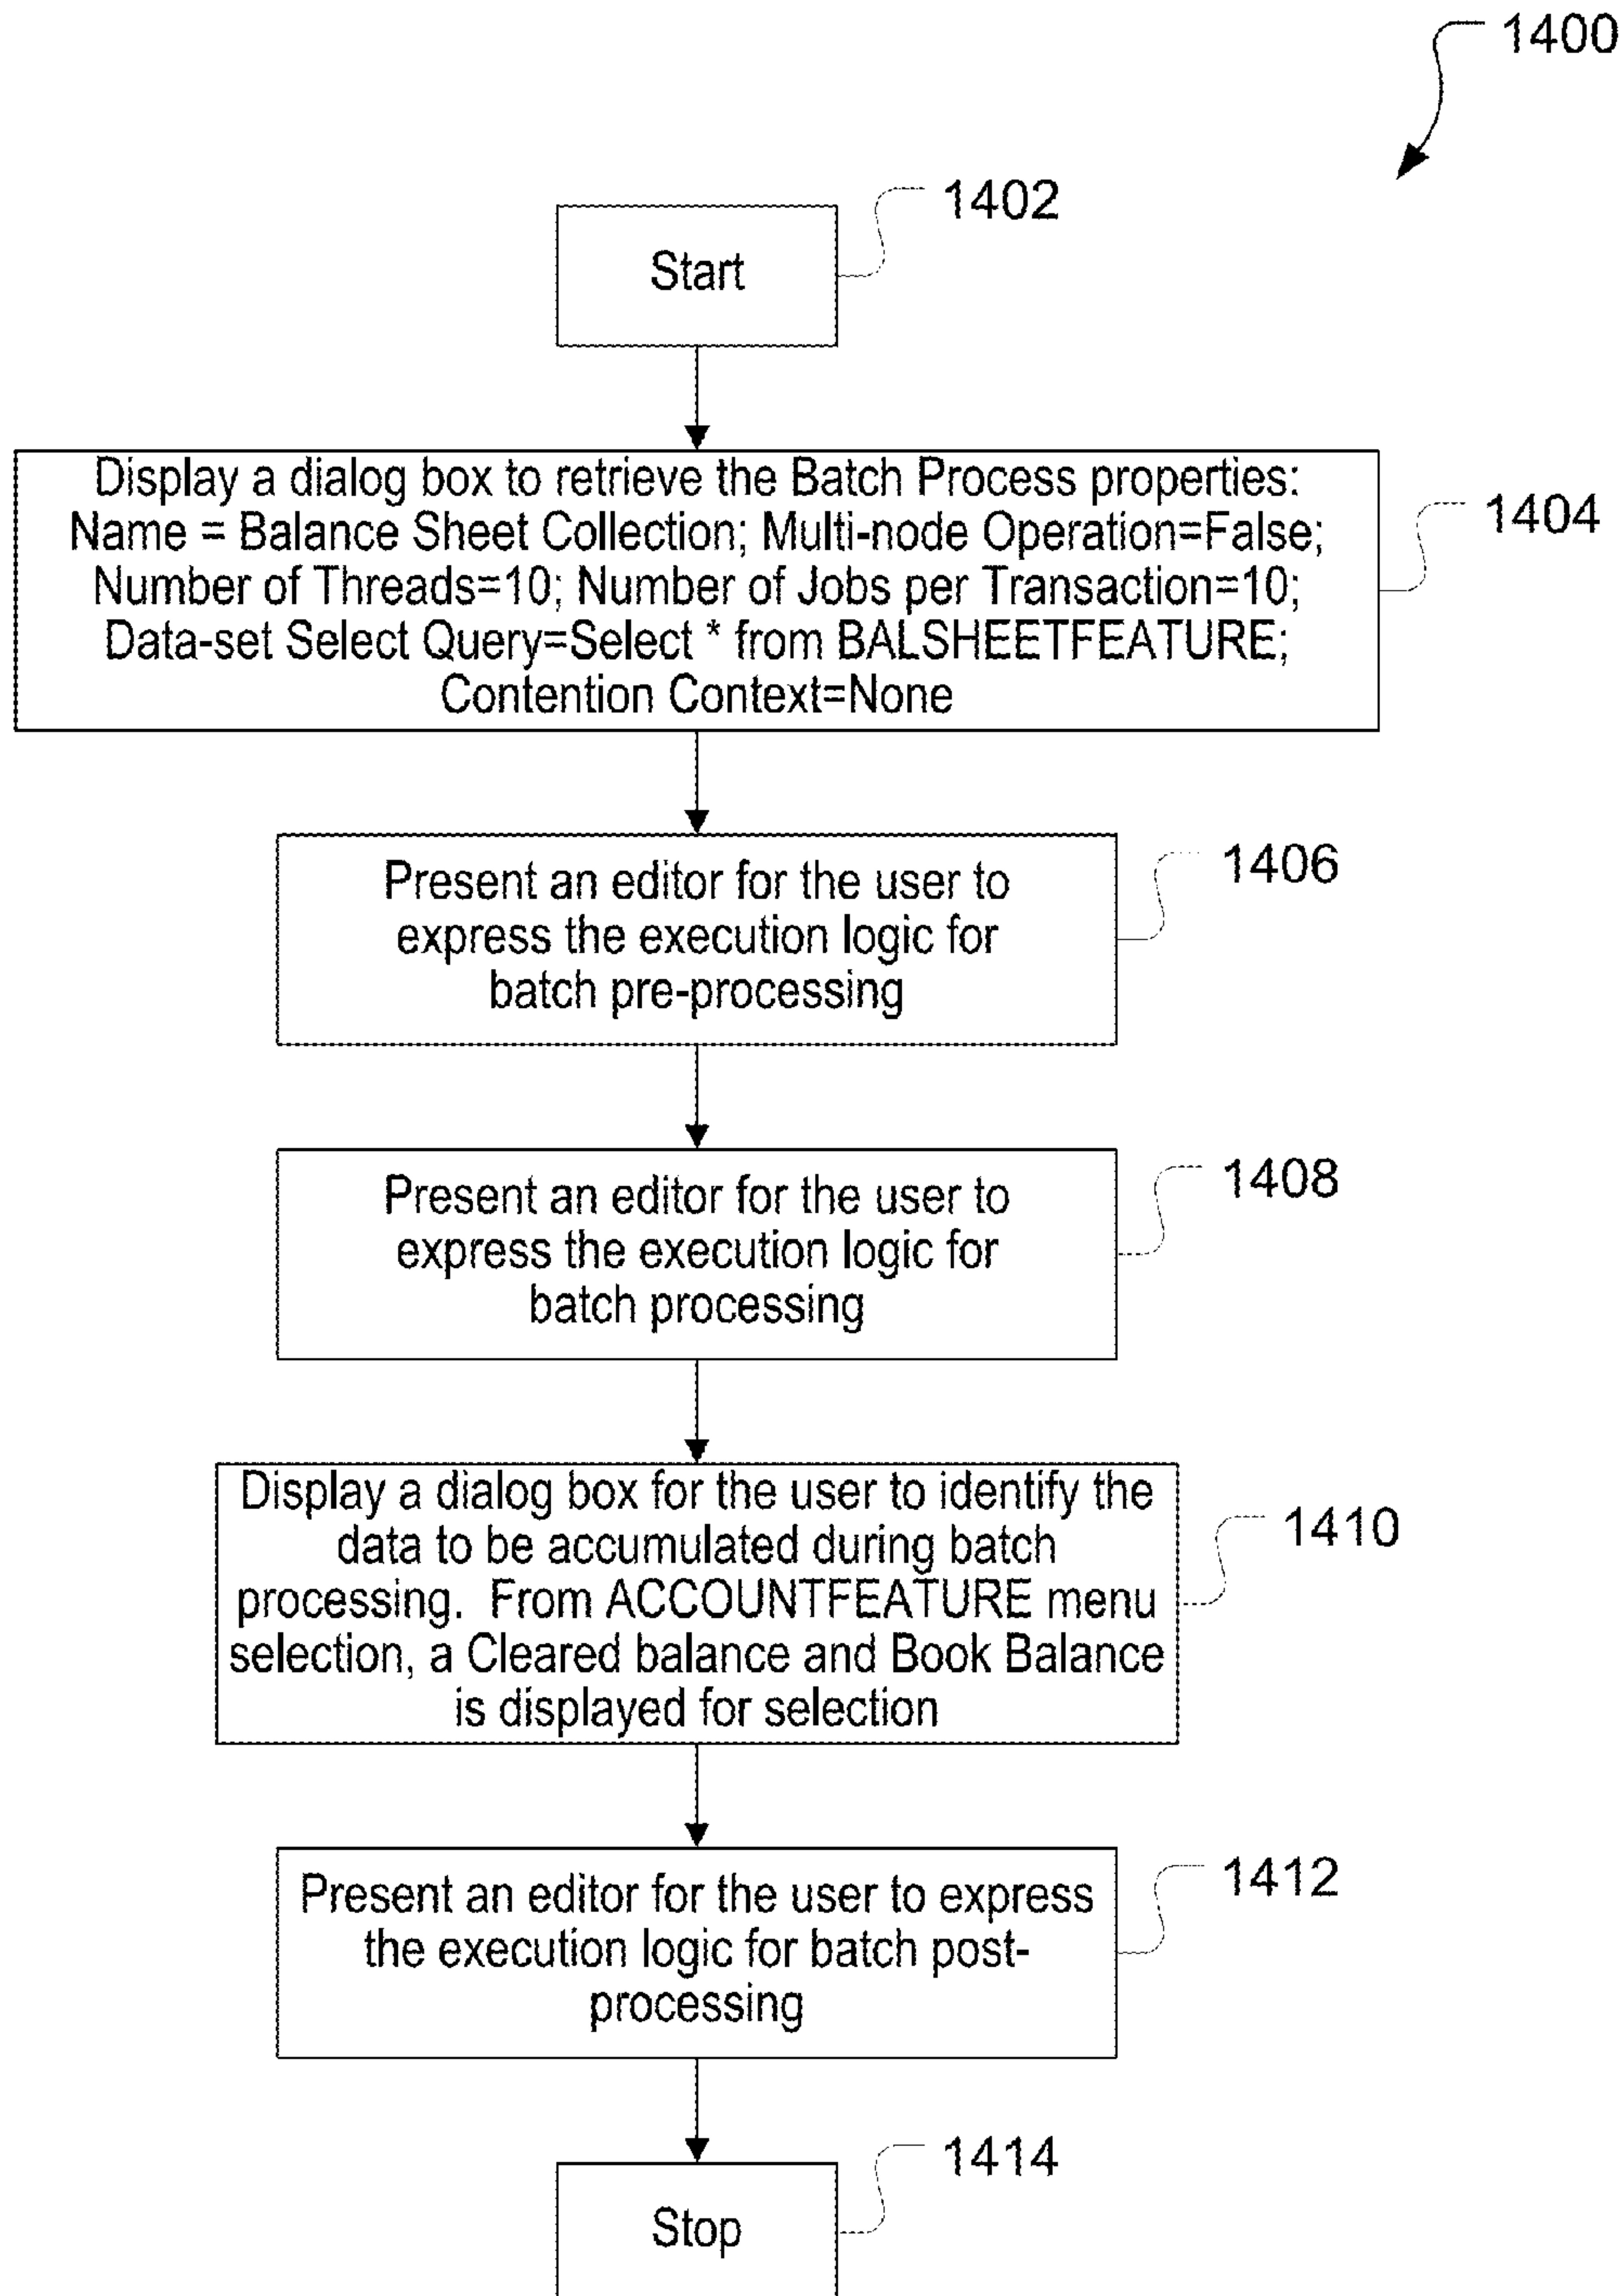 1400
1402
Start
Display a dialog box to retrieve the Batch Process properties:
Name = Balance Sheet Collection; Multi-node Operation=False;
Number of Threads=10; Number of Jobs per Transaction=10;
Data-set Select Query=Select * from BALSHEETFEATURE;
Contention Context=None
1404
Present an editor for the user to
express the execution logic for
batch pre-processing
1406
Present an editor for the user to
express the execution logic for
batch processing
1408
Display a dialog box for the user to identify the
data to be accumulated during batch
processing. From ACCOUNTFEATURE menu
selection, a Cleared balance and Book Balance
is displayed for selection
1410
Present an editor for the user to express
the execution logic for batch post-
processing
1412
Stop
1414